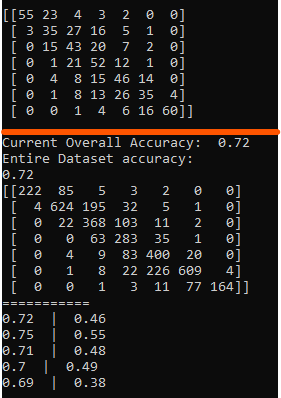 [[55 23  4  3  2  0  0]
 [ 3 35 27 16  5  1  0]
 [ 0 15 43 20  7  2  0]
 [ 0  1 21 52 12  1  0]
 [ 0  4  8 15 46 14  0]
 [ 0  1  8 13 26 35  4]
 [ 0  0  1  4  6 16 60]]
Current Overall Accuracy:  0.72
Entire Dataset accuracy:
0.72
[[222  85   5   3   2   0   0]
 [  4 624 195  32   5   1   0]
 [  0  22 368 103  11   2   0]
 [  0   0  63 283  35   1   0]
 [  0   4   9  83 400  20   0]
 [  0   1   8  22 226 609   4]
 [  0   0   1   3  11  77 164]]
===========
0.72  |  0.46
0.75  |  0.55
0.71  |  0.48
0.7  |  0.49
0.69  |  0.38